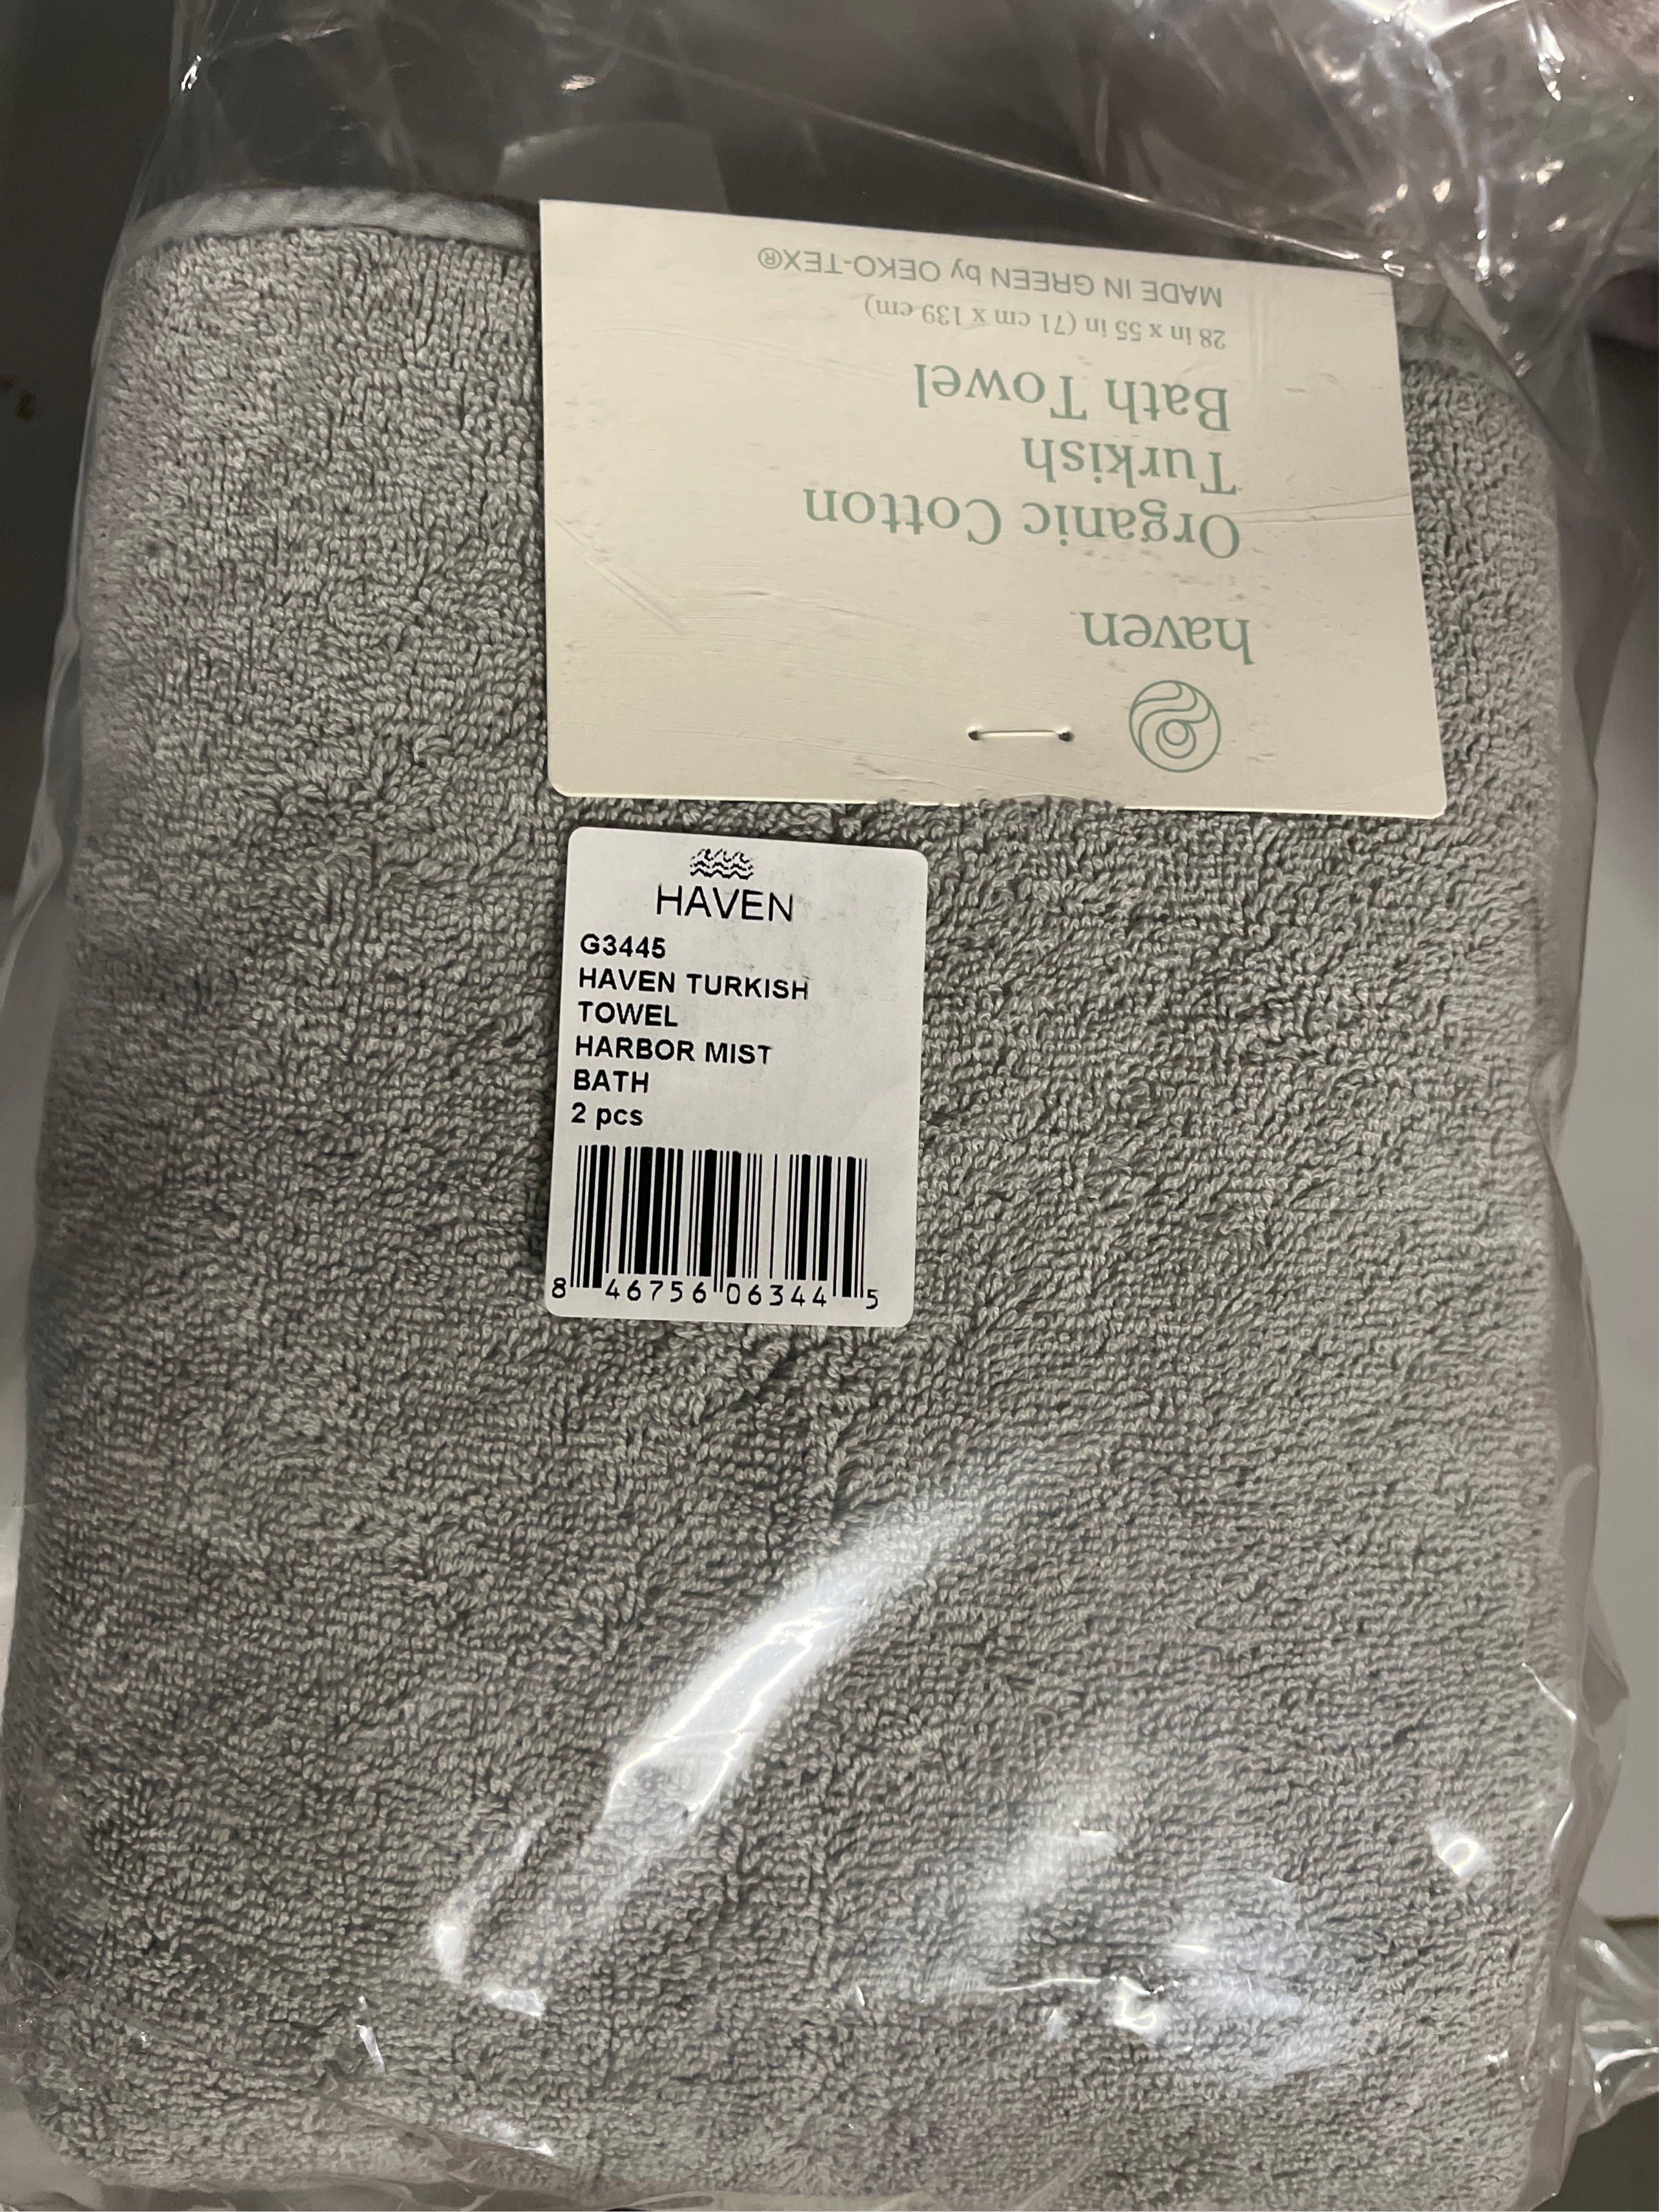 haven
Organic Cotton
Turkish
Bath Towel
28 in x 55 in (71 cm x 139 cm)
MADE IN GREEN by OEKO-TEX®
HAVEN
G3445
HAVEN TURKISH
TOWEL
HARBOR MIST
BATH
2 pcs
8 46756 06344 5